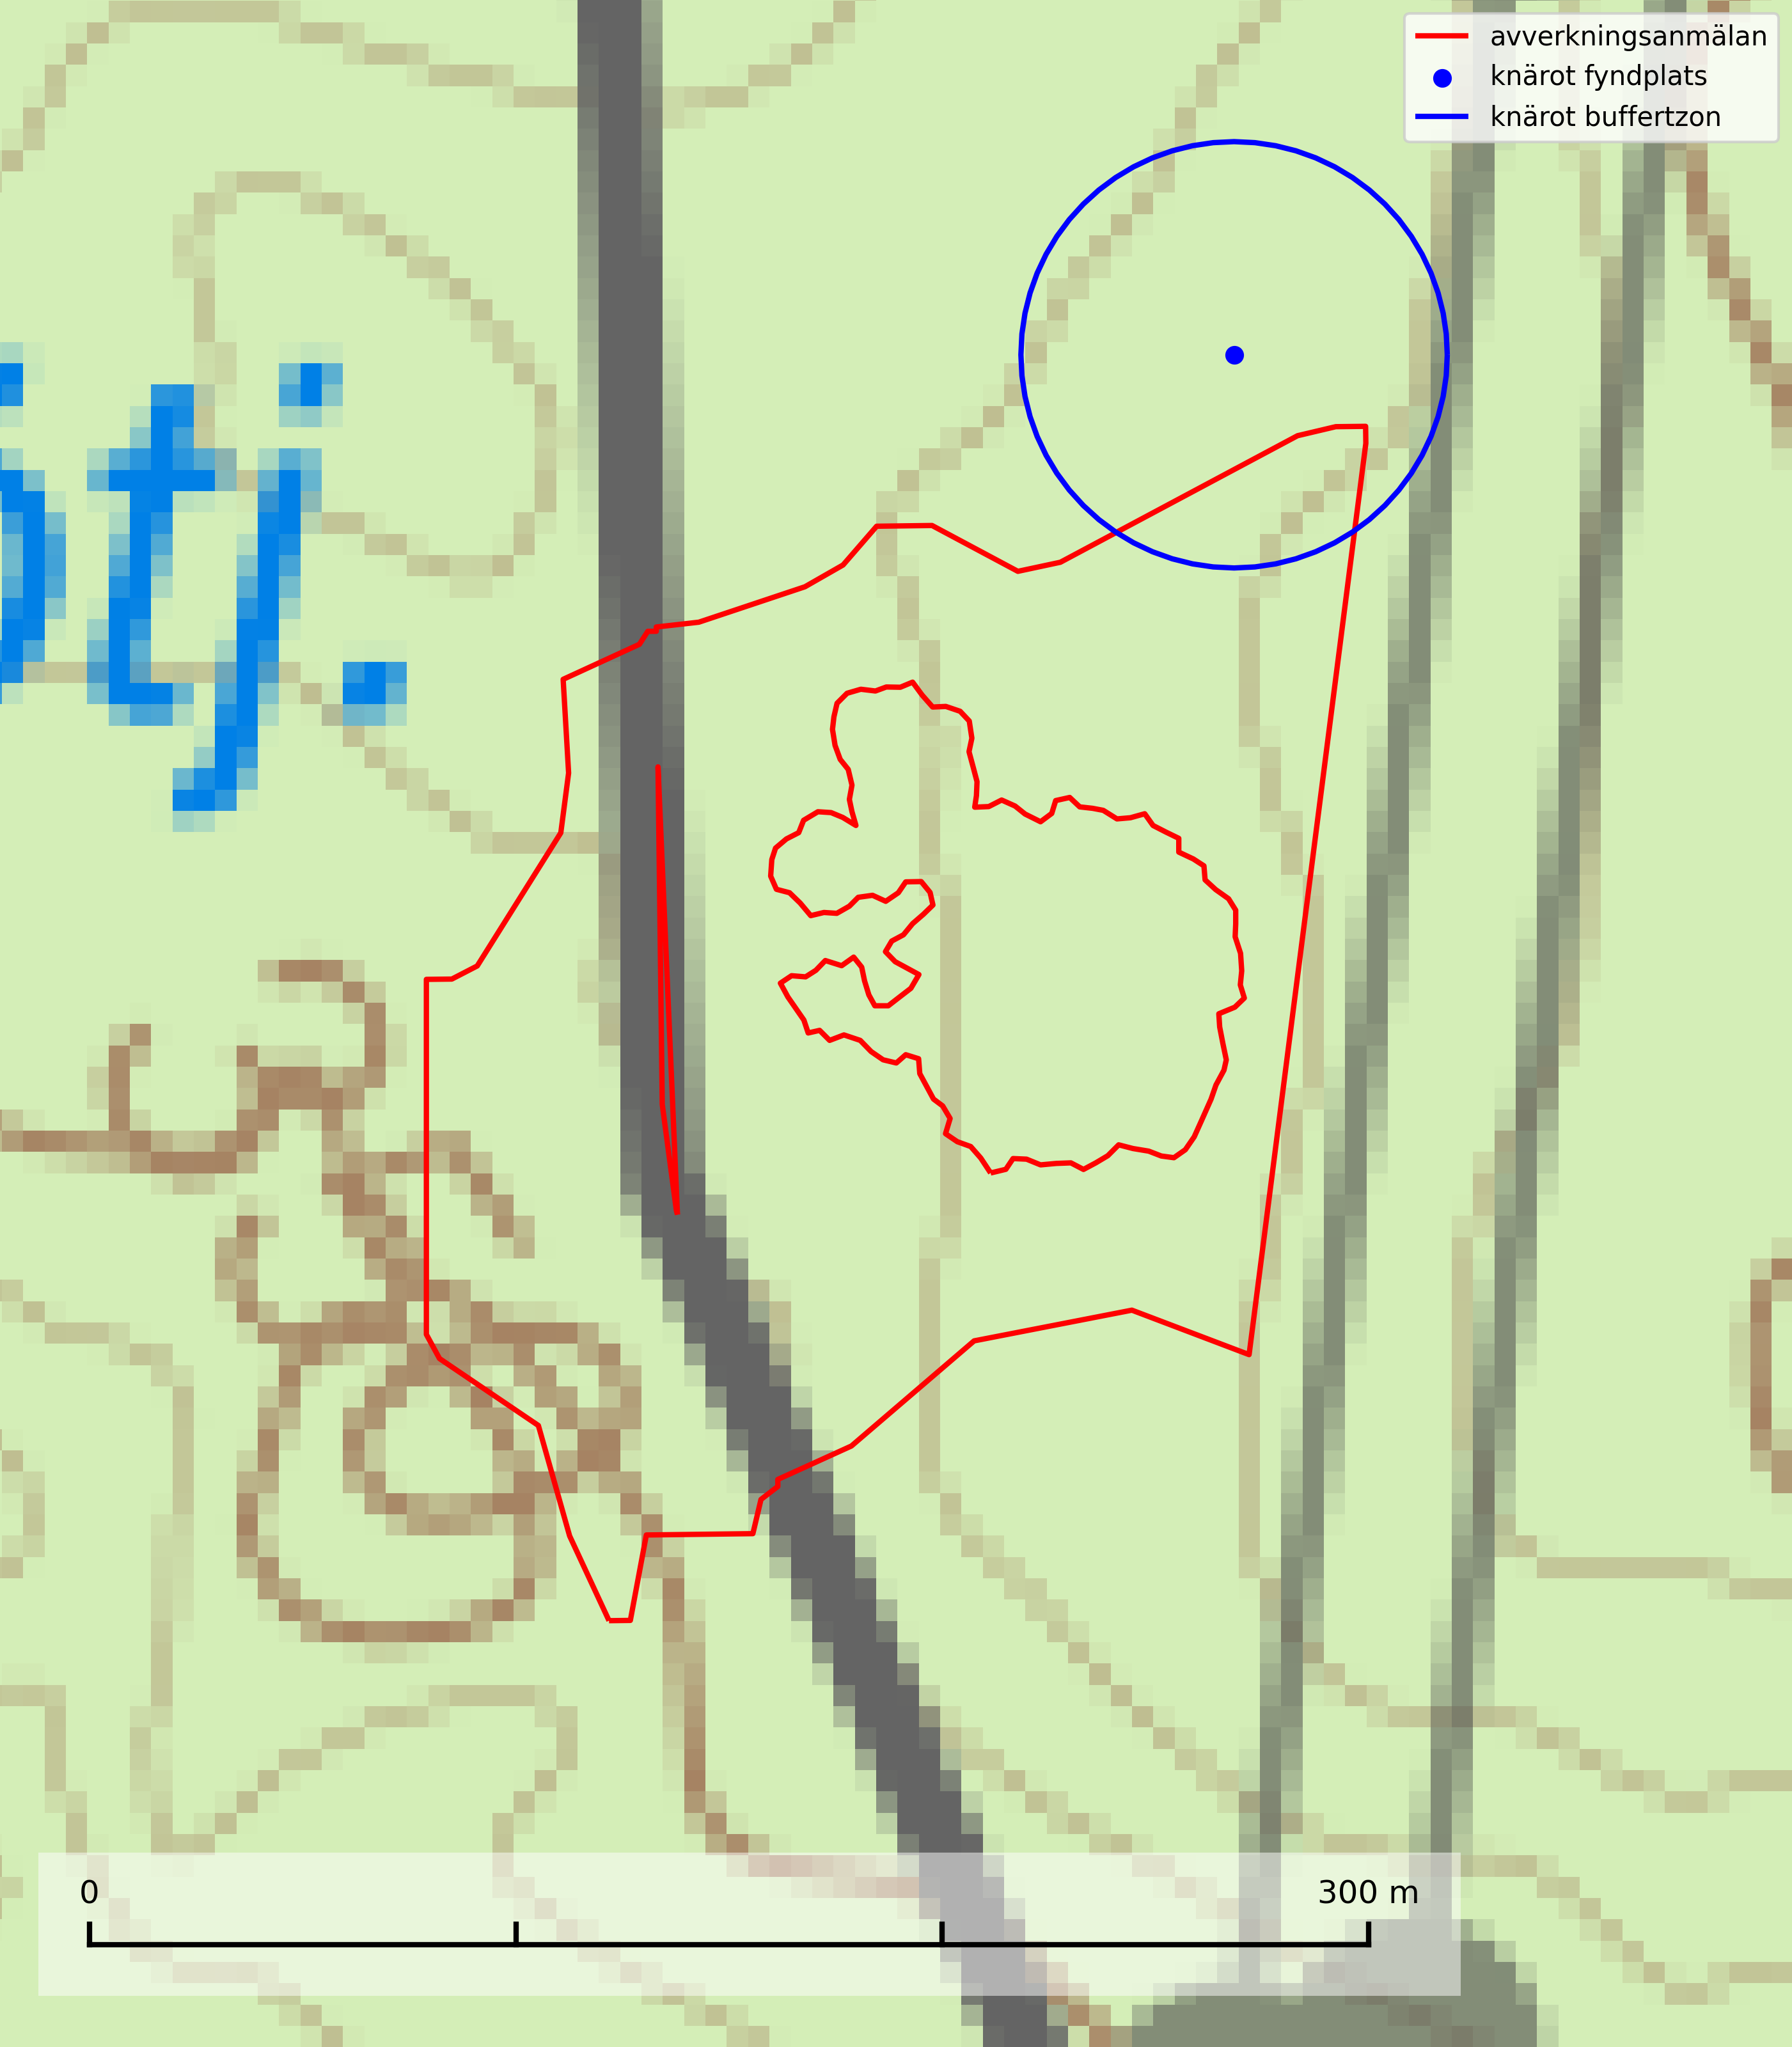 avverkningsanmälan
knärot fyndplats
knärot buffertzon
0 300 m